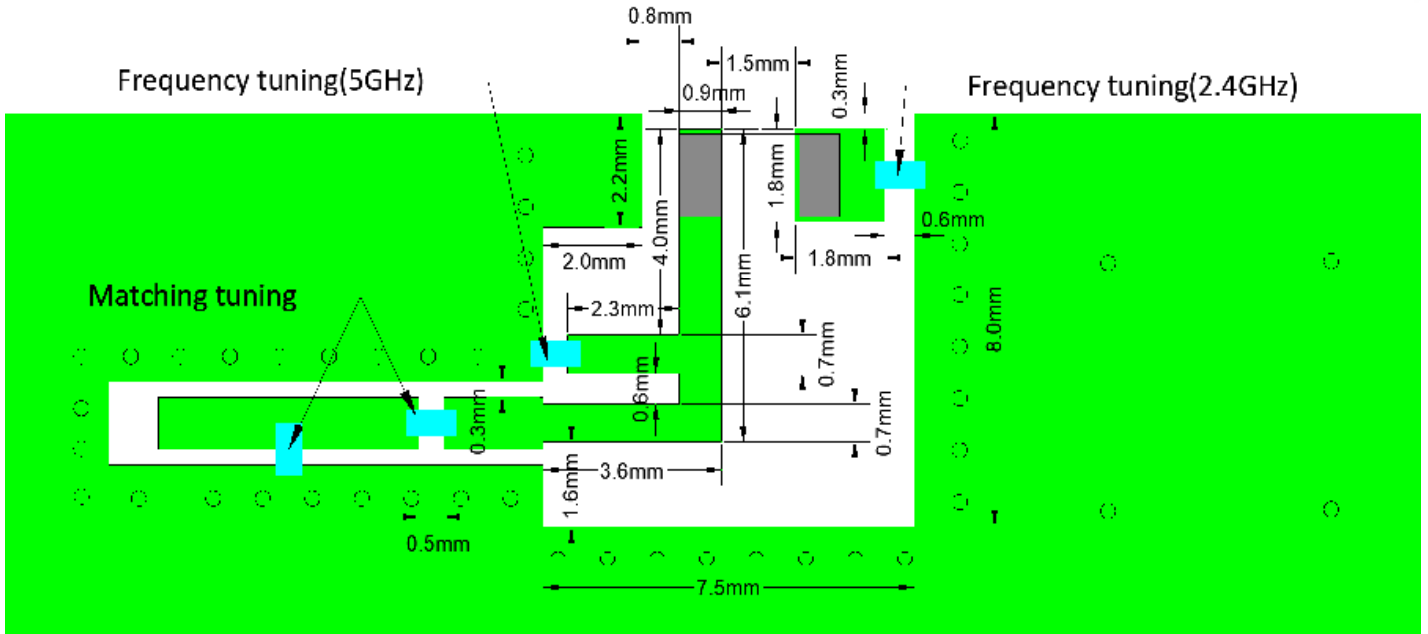 0.8mm
Frequency tuning(5GHz)
1.5mm
0.3mm
Frequency tuning(2.4GHz)
0.9mm
2.2mm
4.0mm
1.8mm
0.6mm
2.0mm
1.8mm
6.1mm
8.0mm
Matching tuning
2.3mm
0.7mm
0.6mm
0.3mm
0.7mm
3.6mm
1.6mm
0.5mm
7.5mm